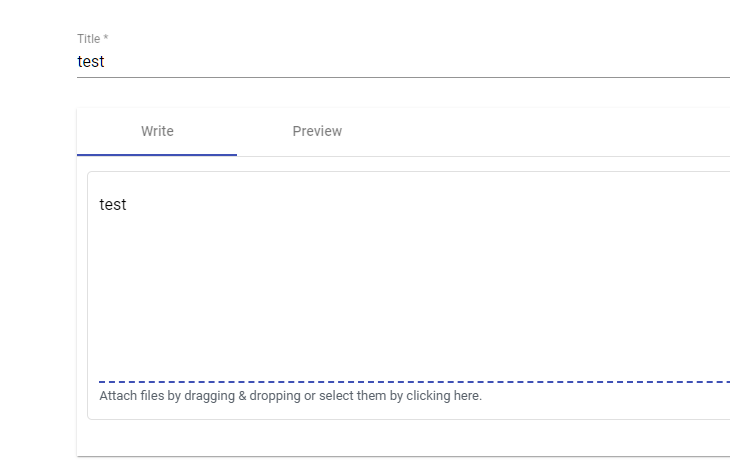 Title *
test
Write Preview
test
Attach files by dragging & dropping or select them by clicking here.